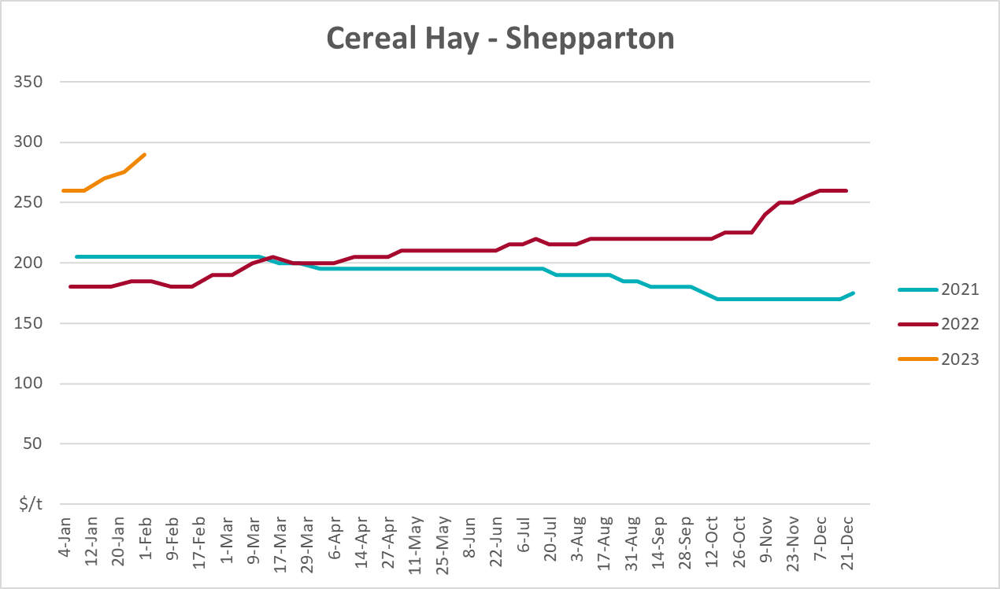 Cereal Hay - Shepparton
350
300
250
200
150
100
50
$/t
4-Jan
12-Jan
20-Jan
1-Feb
9-Feb
17-Feb
1-Mar
9-Mar
17-Mar
29-Mar
6-Apr
14-Apr
27-Apr
11-May
25-May
8-Jun
22-Jun
6-Jul
20-Jul
3-Aug
17-Aug
31-Aug
14-Sep
28-Sep
12-Oct
26-Oct
9-Nov
23-Nov
7-Dec
21-Dec
2021
2022
2023